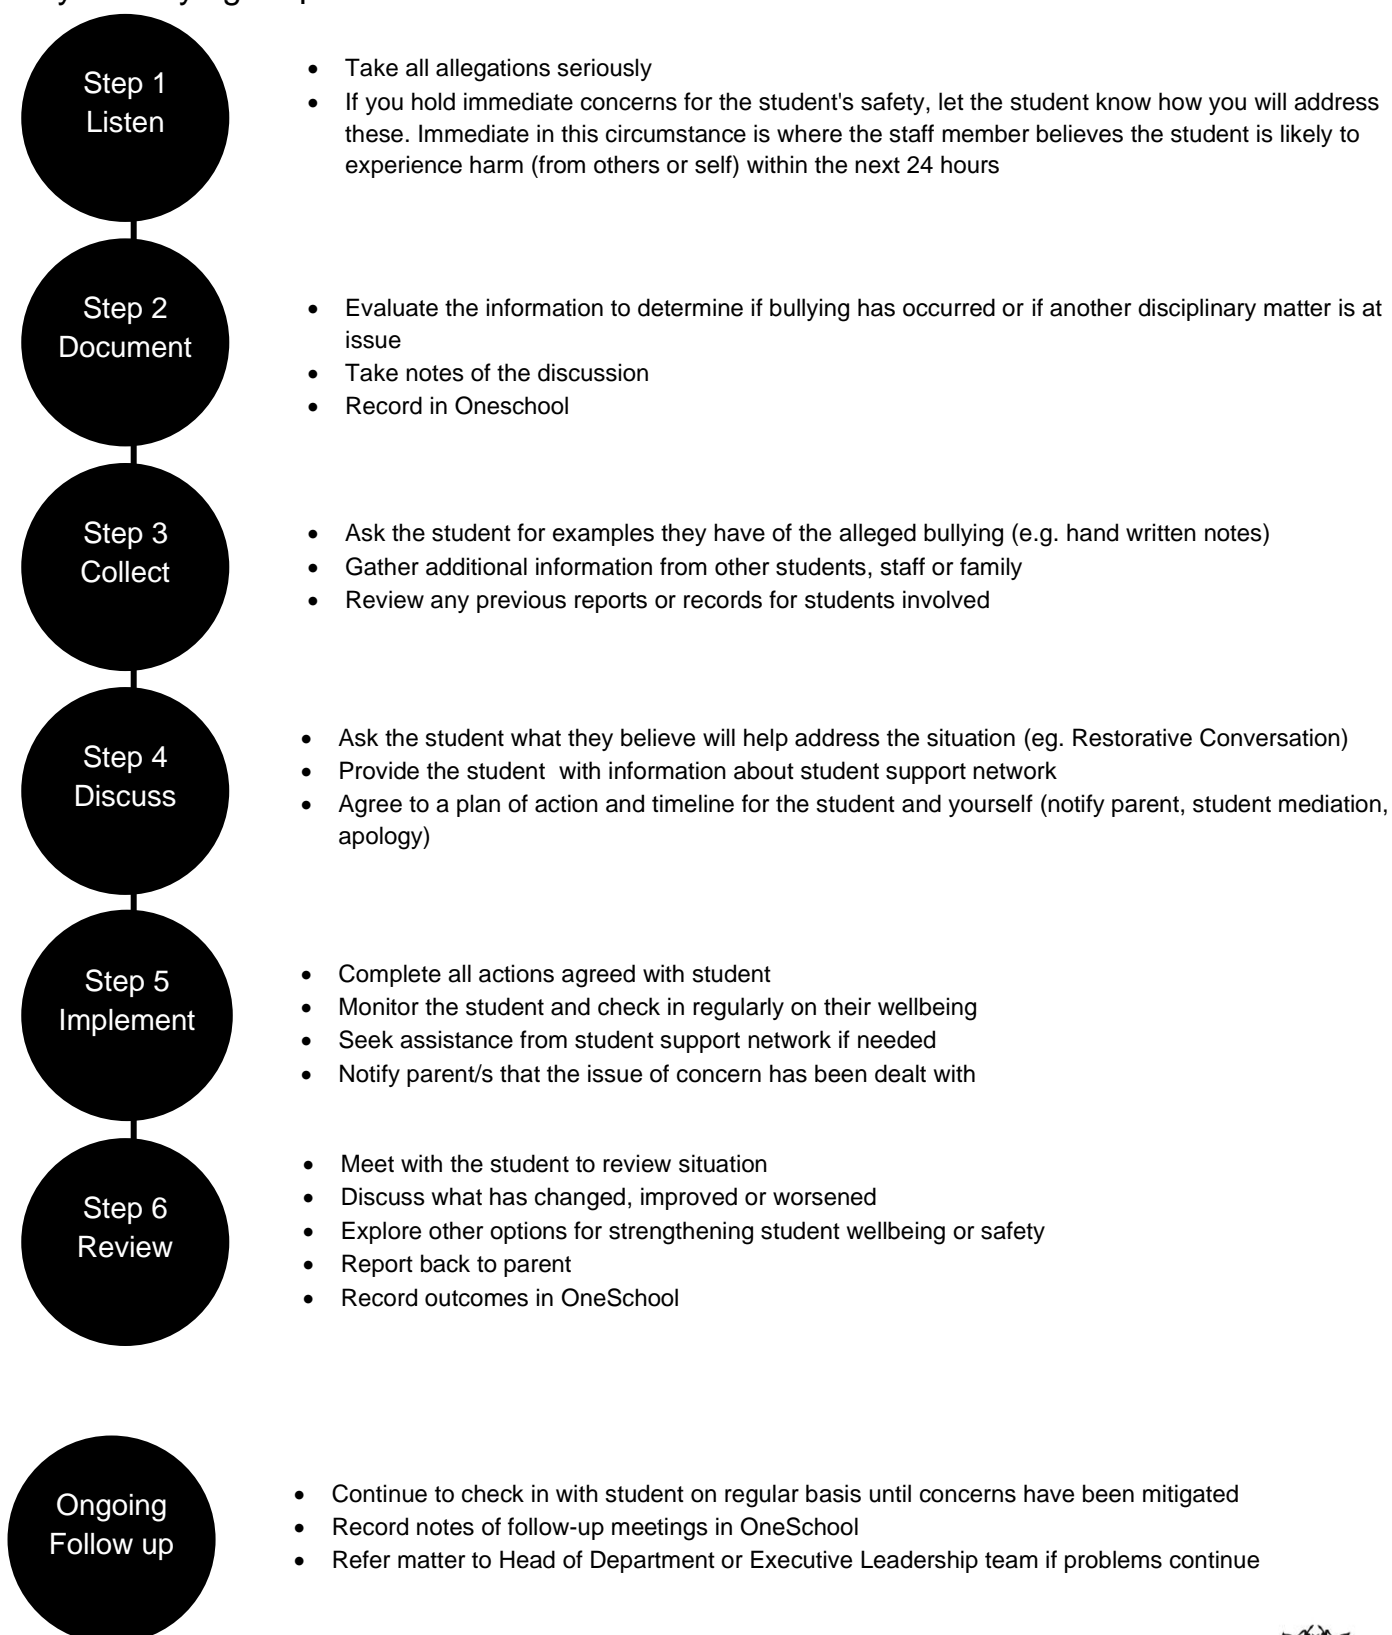 Step 1
Listen
• Take all allegations seriously
• If you hold immediate concerns for the student's safety, let the student know how you will address
these. Immediate in this circumstance is where the staff member believes the student is likely to
experience harm (from others or self) within the next 24 hours
Step 2
Document
• Evaluate the information to determine if bullying has occurred or if another disciplinary matter is at
issue
• Take notes of the discussion
• Record in Oneschool
Step 3
Collect
• Ask the student for examples they have of the alleged bullying (e.g. hand written notes)
• Gather additional information from other students, staff or family
• Review any previous reports or records for students involved
Step 4
Discuss
• Ask the student what they believe will help address the situation (eg. Restorative Conversation)
• Provide the student  with information about student support network
• Agree to a plan of action and timeline for the student and yourself (notify parent, student mediation,
apology)
Step 5
Implement
• Complete all actions agreed with student
• Monitor the student and check in regularly on their wellbeing
• Seek assistance from student support network if needed
• Notify parent/s that the issue of concern has been dealt with
Step 6
Review
• Meet with the student to review situation
• Discuss what has changed, improved or worsened
• Explore other options for strengthening student wellbeing or safety
• Report back to parent
• Record outcomes in OneSchool
Ongoing
Follow up
• Continue to check in with student on regular basis until concerns have been mitigated
• Record notes of follow-up meetings in OneSchool
• Refer matter to Head of Department or Executive Leadership team if problems continue